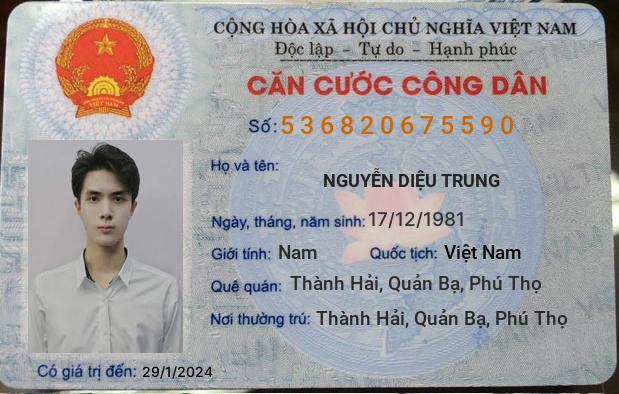 CỘNG HÒA XÃ HỘI CHỦ NGHĨA VIỆT NAM
Độc lập - Tự do - Hạnh phúc
CĂN CƯỚC CÔNG DÂN
Số: 536820675590
Họ và tên:
NGUYỄN DIỆU TRUNG
Ngày, tháng, năm sinh: 17/12/1981
Giới tính: Nam Quốc tịch: Việt Nam
Quê quán: Thành Hải, Quản Bạ, Phú Thọ
Nơi thường trú: Thành Hải, Quản Bạ, Phú Thọ
Có giá trị đến: 29/1/2024
VIỆT NAM